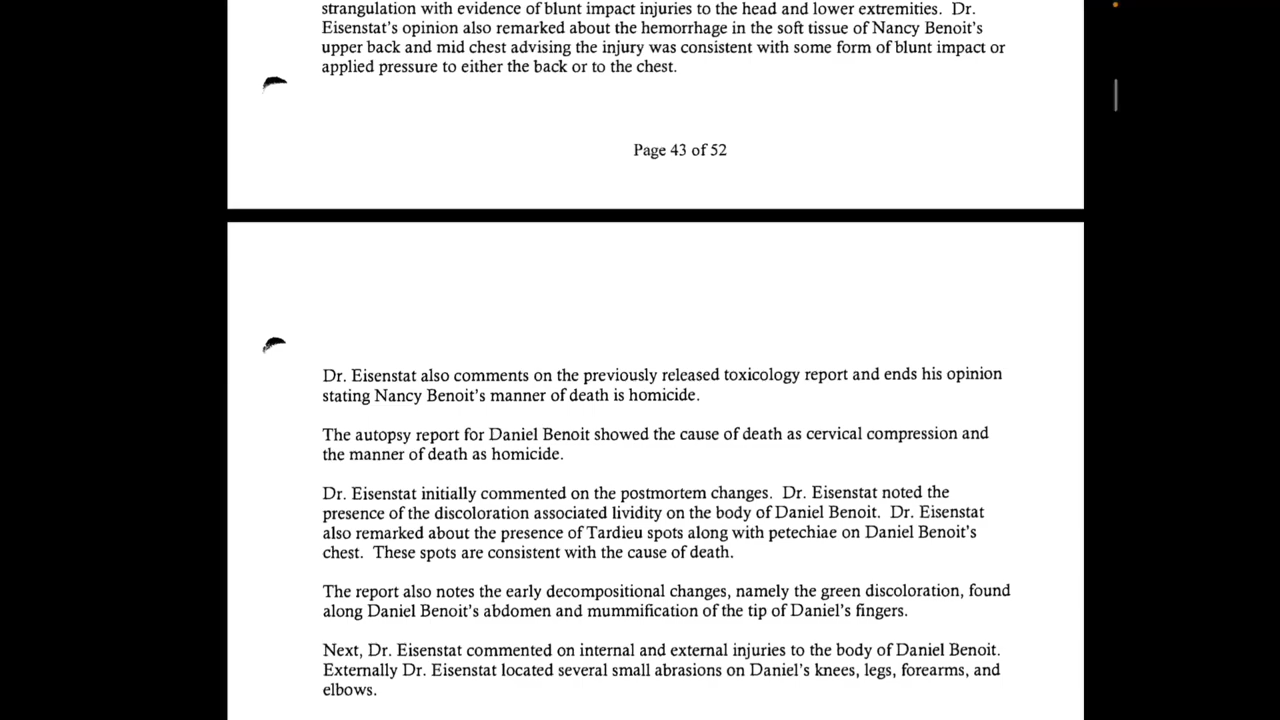 strangulation with evidence of blunt impact injuries to the head and lower extremities.  Dr.
Eisenstat's opinion also remarked about the hemorrhage in the soft tissue of Nancy Benoit's
upper back and mid chest advising the injury was consistent with some form of blunt impact or
applied pressure to either the back or to the chest.
Page 43 of 52
Dr. Eisenstat also comments on the previously released toxicology report and ends his opinion
stating Nancy Benoit's manner of death is homicide.
The autopsy report for Daniel Benoit showed the cause of death as cervical compression and
the manner of death as homicide.
Dr. Eisenstat initially commented on the postmortem changes.  Dr. Eisenstat noted the
presence of the discoloration associated lividity on the body of Daniel Benoit.  Dr. Eisenstat
also remarked about the presence of Tardieu spots along with petechiae on Daniel Benoit's
chest.  These spots are consistent with the cause of death.
The report also notes the early decompositional changes, namely the green discoloration, found
along Daniel Benoit's abdomen and mummification of the tip of Daniel's fingers.
Next, Dr. Eisenstat commented on internal and external injuries to the body of Daniel Benoit.
Externally Dr. Eisenstat located several small abrasions on Daniel's knees, legs, forearms, and
elbows.